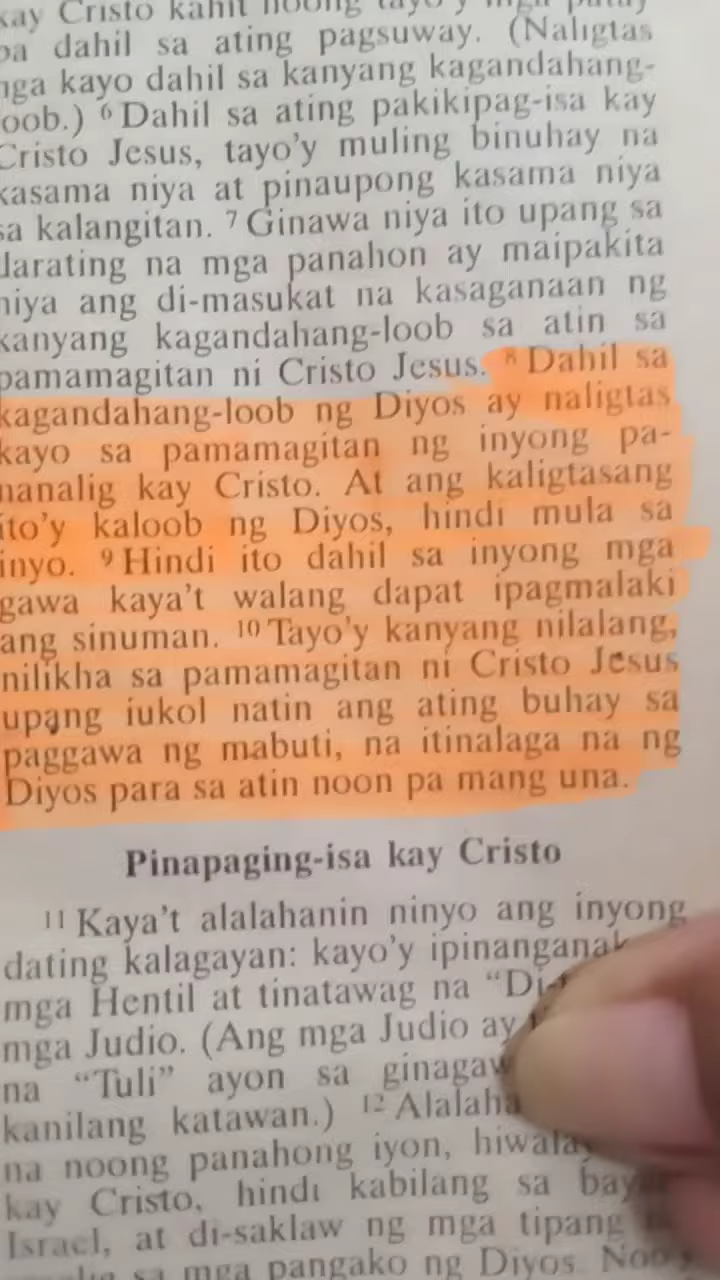 kay Cristo kahit noong tayo'y mga patay
pa dahil sa ating pagsuway. (Naligtas
nga kayo dahil sa kanyang kagandahang-
oob.) ⁶ Dahil sa ating pakikipag-isa kay
Cristo Jesus, tayo'y muling binuhay na
kasama niya at pinaupong kasama niya
sa kalangitan. ⁷ Ginawa niya ito upang sa
darating na mga panahon ay maipakita
niya ang di-masukat na kasaganaan ng
kanyang kagandahang-loob sa atin sa
pamamagitan ni Cristo Jesus. ⁸ Dahil sa
kagandahang-loob ng Diyos ay naligtas
kayo sa pamamagitan ng inyong pa-
nanalig kay Cristo. At ang kaligtasang
ito'y kaloob ng Diyos, hindi mula sa
inyo. ⁹ Hindi ito dahil sa inyong mga
gawa kaya't walang dapat ipagmalaki
ang sinuman. ¹⁰ Tayo'y kanyang nilalang,
nilikha sa pamamagitan ni Cristo Jesus
upang iukol natin ang ating buhay sa
paggawa ng mabuti, na itinalaga na ng
Diyos para sa atin noon pa mang una.
Pinapaging-isa kay Cristo
¹¹ Kaya't alalahanin ninyo ang inyong
dating kalagayan: kayo'y ipinanganak
mga Hentil at tinatawag na "Di-
mga Judio. (Ang mga Judio ay
na "Tuli" ayon sa ginagaw
kanilang katawan.) ¹² Alalaha
na noong panahong iyon, hiwalay
kay Cristo, hindi kabilang sa
Israel, at di-saklaw ng mga tipang
sa mga pangako ng Diyos.